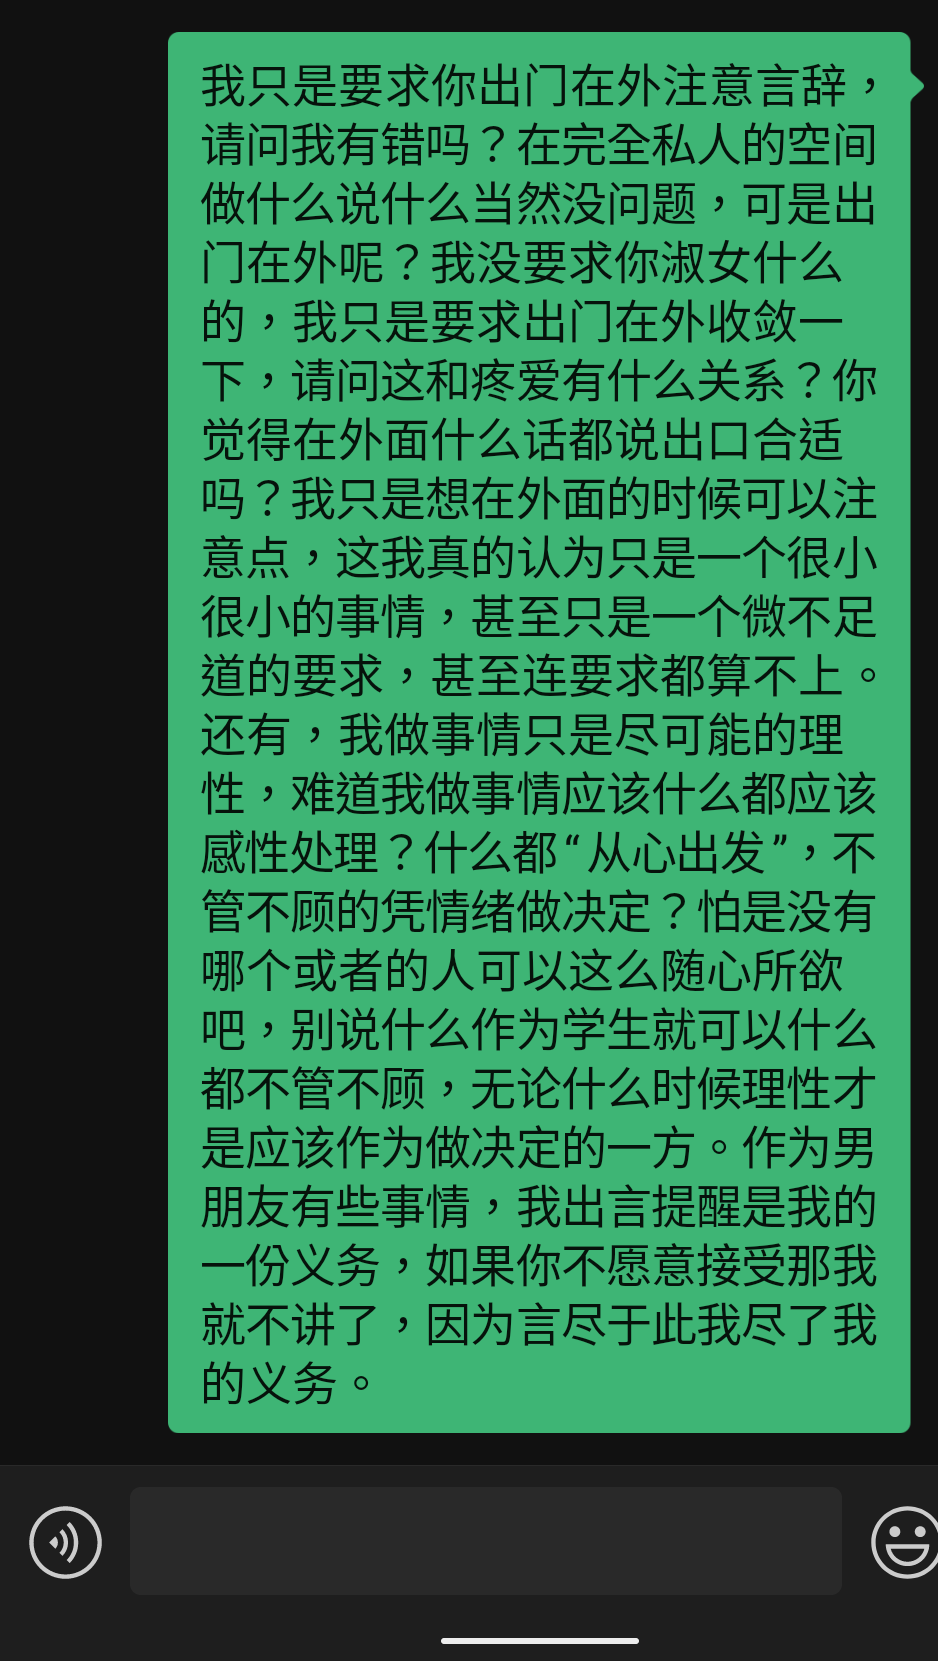 我只是要求你出门在外注意言辞，
请问我有错吗？在完全私人的空间
做什么说什么当然没问题，可是出
门在外呢？我没要求你淑女什么
的，我只是要求出门在外收敛一
下，请问这和疼爱有什么关系？你
觉得在外面什么话都说出口合适
吗？我只是想在外面的时候可以注
意点，这我真的认为只是一个很小
很小的事情，甚至只是一个微不足
道的要求，甚至连要求都算不上。
还有，我做事情只是尽可能的理
性，难道我做事情应该什么都应该
感性处理？什么都“从心出发”，不
管不顾的凭情绪做决定？怕是没有
哪个或者的人可以这么随心所欲
吧，别说什么作为学生就可以什么
都不管不顾，无论什么时候理性才
是应该作为做决定的一方。作为男
朋友有些事情，我出言提醒是我的
一份义务，如果你不愿意接受那我
就不讲了，因为言尽于此我尽了我
的义务。